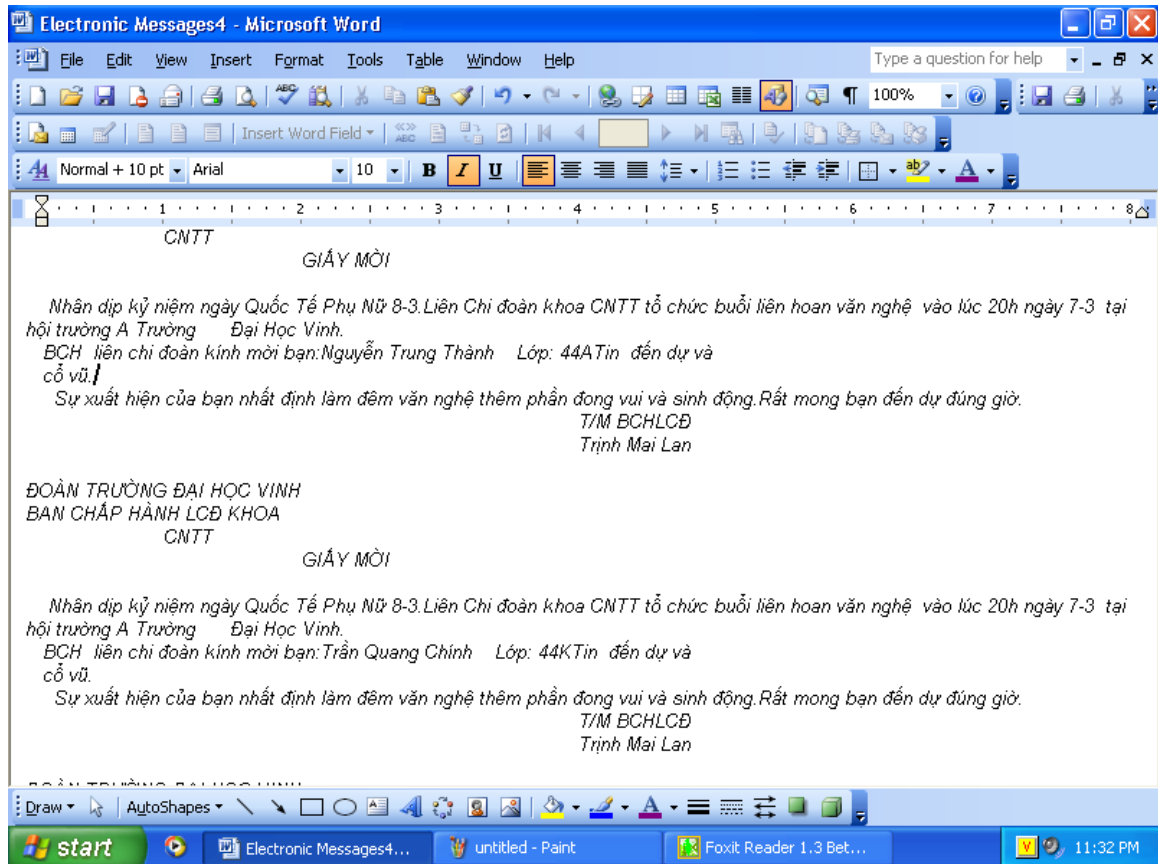 Electronic Messages4 - Microsoft Word
File Edit View Insert Format Tools Table Window Help Type a question for help
100%
Insert Word Field
Normal + 10 pt Arial 10 B I U
1 2 3 4 5 6 7 8
CNTT
GIẤY MỜI
Nhân dịp kỷ niệm ngày Quốc Tế Phụ Nữ 8-3.Liên Chi đoàn khoa CNTT tổ chức buổi liên hoan văn nghệ vào lúc 20h ngày 7-3 tại
hội trường A Trường Đại Học Vinh.
BCH liên chi đoàn kính mời bạn:Nguyễn Trung Thành Lớp: 44ATin đến dự và
cổ vũ.
Sự xuất hiện của bạn nhất định làm đêm văn nghệ thêm phần đong vui và sinh động.Rất mong bạn đến dự đúng giờ.
T/M BCHLCĐ
Trịnh Mai Lan
ĐOÀN TRƯỜNG ĐẠI HỌC VINH
BAN CHẤP HÀNH LCĐ KHOA
CNTT
GIẤY MỜI
Nhân dịp kỷ niệm ngày Quốc Tế Phụ Nữ 8-3.Liên Chi đoàn khoa CNTT tổ chức buổi liên hoan văn nghệ vào lúc 20h ngày 7-3 tại
hội trường A Trường Đại Học Vinh.
BCH liên chi đoàn kính mời bạn:Trần Quang Chính Lớp: 44KTin đến dự và
cổ vũ.
Sự xuất hiện của bạn nhất định làm đêm văn nghệ thêm phần đong vui và sinh động.Rất mong bạn đến dự đúng giờ.
T/M BCHLCĐ
Trịnh Mai Lan
Draw AutoShapes
start Electronic Messages4... untitled - Paint Foxit Reader 1.3 Bet... V 11:32 PM